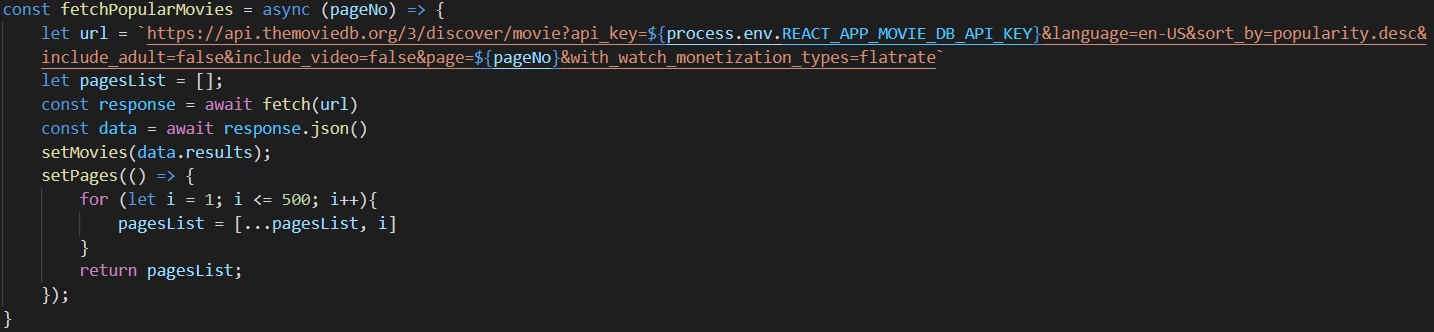 const fetchPopularMovies = async (pageNo) => {
    let url = `https://api.themoviedb.org/3/discover/movie?api_key=${process.env.REACT_APP_MOVIE_DB_API_KEY}&language=en-US&sort_by=popularity.desc&
    include_adult=false&include_video=false&page=${pageNo}&with_watch_monetization_types=flatrate`
    let pagesList = [];
    const response = await fetch(url)
    const data = await response.json()
    setMovies(data.results);
    setPages(() => {
        for (let i = 1; i <= 500; i++){
            pagesList = [...pagesList, i]
        }
        return pagesList;
    });
}